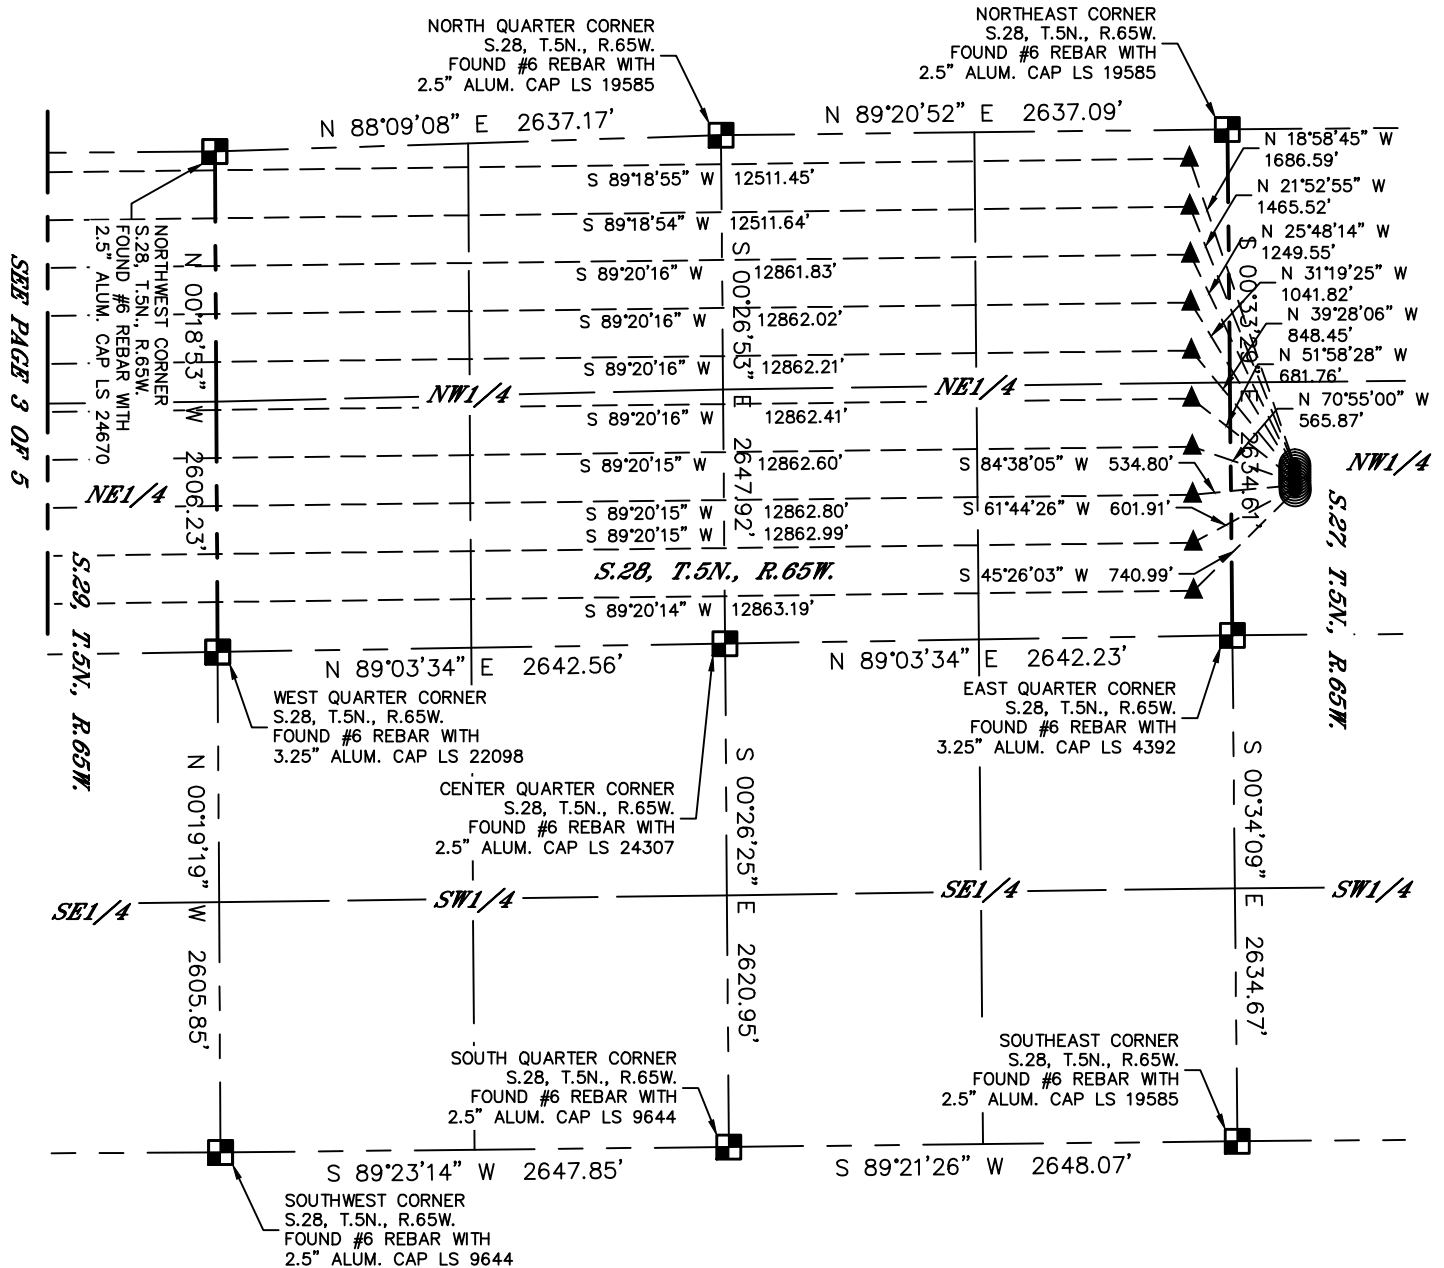 NORTH QUARTER CORNER
S.28, T.5N., R.65W.
FOUND #6 REBAR WITH
2.5” ALUM. CAP LS 19585
NORTHEAST CORNER
S.28, T.5N., R.65W.
FOUND #6 REBAR WITH
2.5” ALUM. CAP LS 19585
N 88°09'08” E 2637.17'
N 89°20'52” E 2637.09'
N 18°58'45” W
1686.59'
N 21°52'55” W
1465.52'
N 25°48'14” W
1249.55'
N 31°19'25” W
1041.82'
N 39°28'06” W
848.45'
N 51°58'28” W
681.76'
N 70°55'00” W
565.87'
S 89°18'55” W 12511.45'
S 89°18'54” W 12511.64'
S 89°20'16” W 12861.83'
S 89°20'16” W 12862.02'
S 89°20'16” W 12862.21'
S 89°20'16” W 12862.41'
S 89°20'15” W 12862.60'
S 89°20'15” W 12862.80'
S 89°20'15” W 12862.99'
S 89°20'14” W 12863.19'
S 84°38'05” W 534.80'
S 61°44'26” W 601.91'
S 45°26'03” W 740.99'
NORTHWEST CORNER
S.28, T.5N., R.65W.
FOUND #6 REBAR WITH
2.5” ALUM. CAP LS 24670
SEE PAGE 3 OF 5
N 00°18'53” W 2606.23'
S 00°26'53” E 2647.92'
S 00°33'29” E 2634.61'
NW1/4
NE1/4
NE1/4
NW1/4
S.28, T.5N., R.65W.
S.29, T.5N., R.65W.
S.27, T.5N., R.65W.
N 89°03'34” E 2642.56'
N 89°03'34” E 2642.23'
WEST QUARTER CORNER
S.28, T.5N., R.65W.
FOUND #6 REBAR WITH
3.25” ALUM. CAP LS 22098
EAST QUARTER CORNER
S.28, T.5N., R.65W.
FOUND #6 REBAR WITH
3.25” ALUM. CAP LS 4392
CENTER QUARTER CORNER
S.28, T.5N., R.65W.
FOUND #6 REBAR WITH
2.5” ALUM. CAP LS 24307
N 00°19'19” W 2605.85'
S 00°26'25” E 2620.95'
S 00°34'09” E 2634.67'
SE1/4
SW1/4
SE1/4
SW1/4
SOUTH QUARTER CORNER
S.28, T.5N., R.65W.
FOUND #6 REBAR WITH
2.5” ALUM. CAP LS 9644
SOUTHEAST CORNER
S.28, T.5N., R.65W.
FOUND #6 REBAR WITH
2.5” ALUM. CAP LS 19585
S 89°23'14” W 2647.85'
S 89°21'26” W 2648.07'
SOUTHWEST CORNER
S.28, T.5N., R.65W.
FOUND #6 REBAR WITH
2.5” ALUM. CAP LS 9644